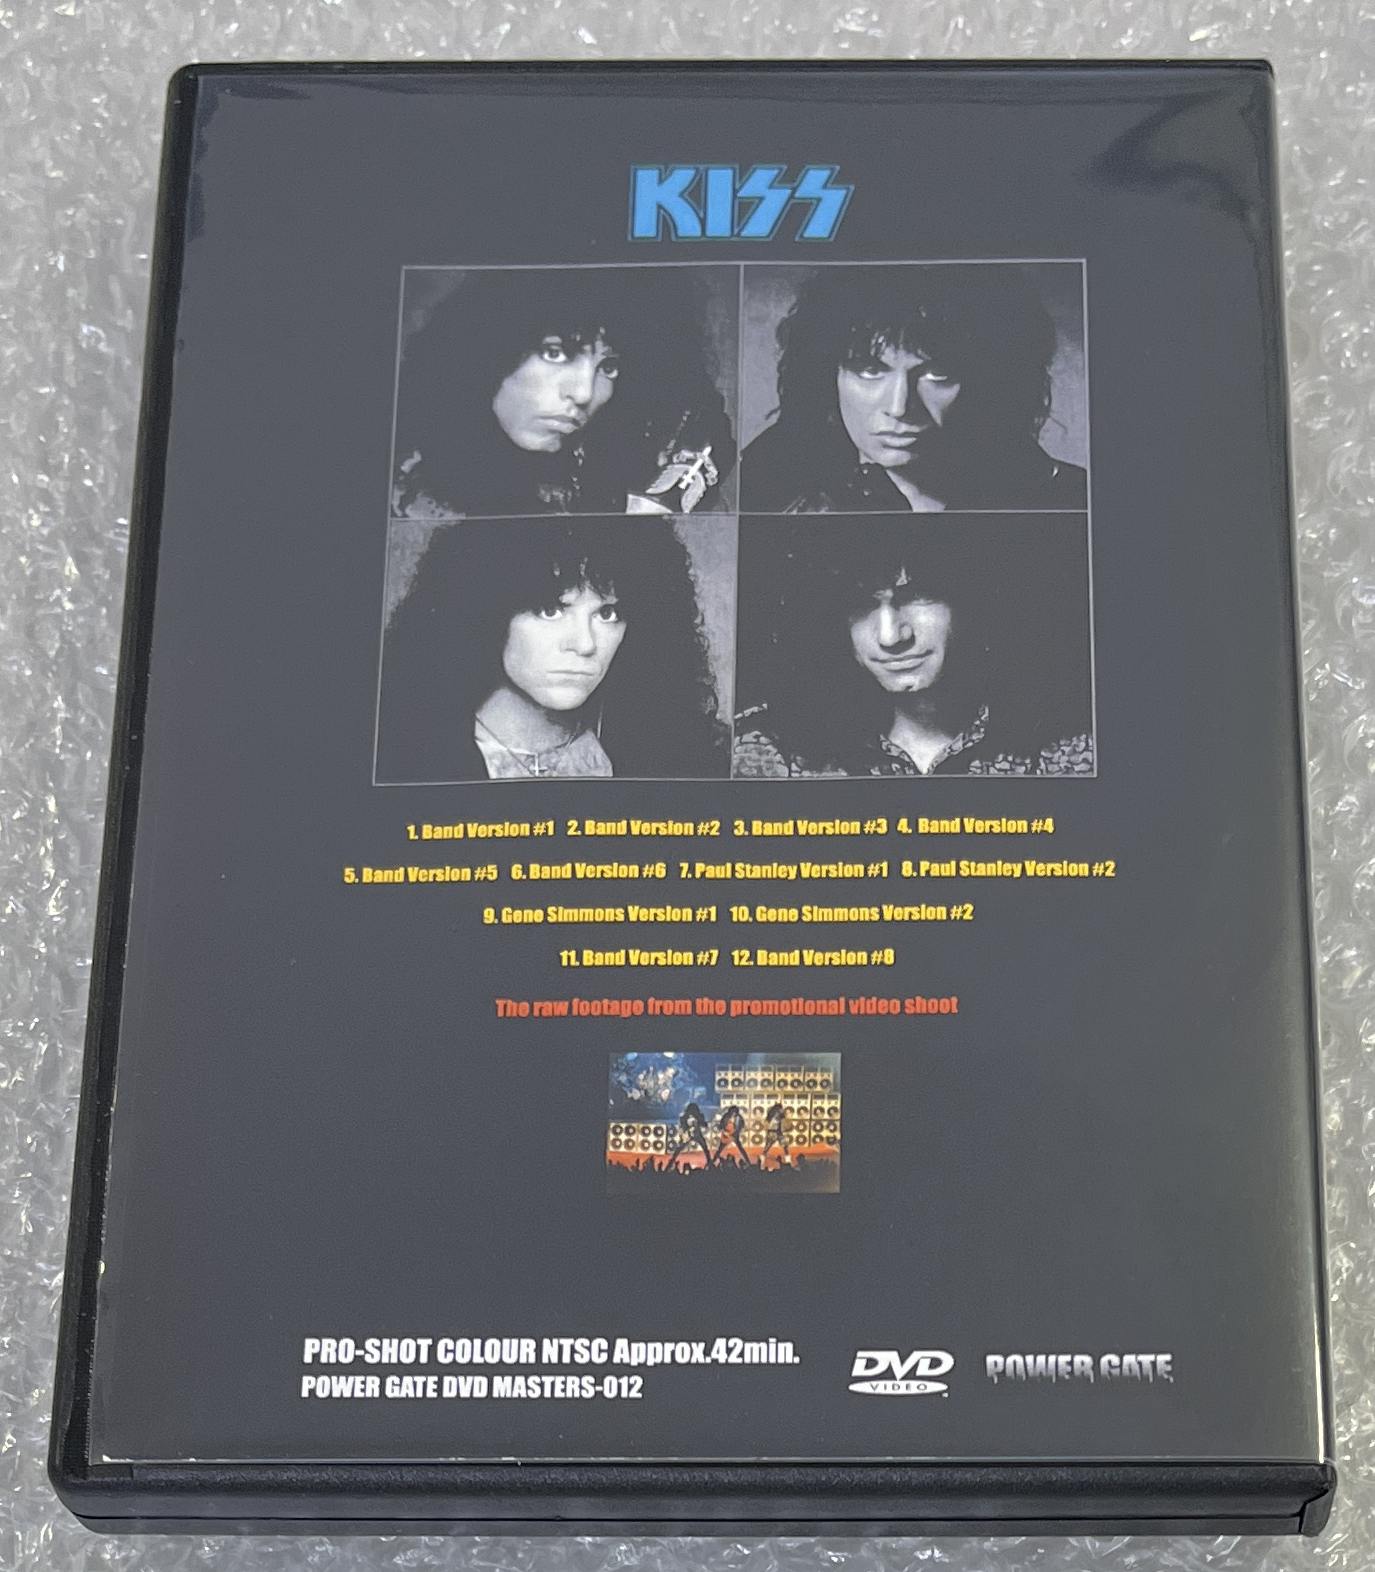 KISS
1. Band Version #1 2. Band Version #2 3. Band Version #3 4. Band Version #4
5. Band Version #5 6. Band Version #6 7. Paul Stanley Version #1 8. Paul Stanley Version #2
9. Gene Simmons Version #1 10. Gene Simmons Version #2
11. Band Version #7 12. Band Version #8
The raw footage from the promotional video shoot
PRO-SHOT COLOUR NTSC Approx.42min.
POWER GATE DVD MASTERS-012
DVD
VIDEO
POWER GATE